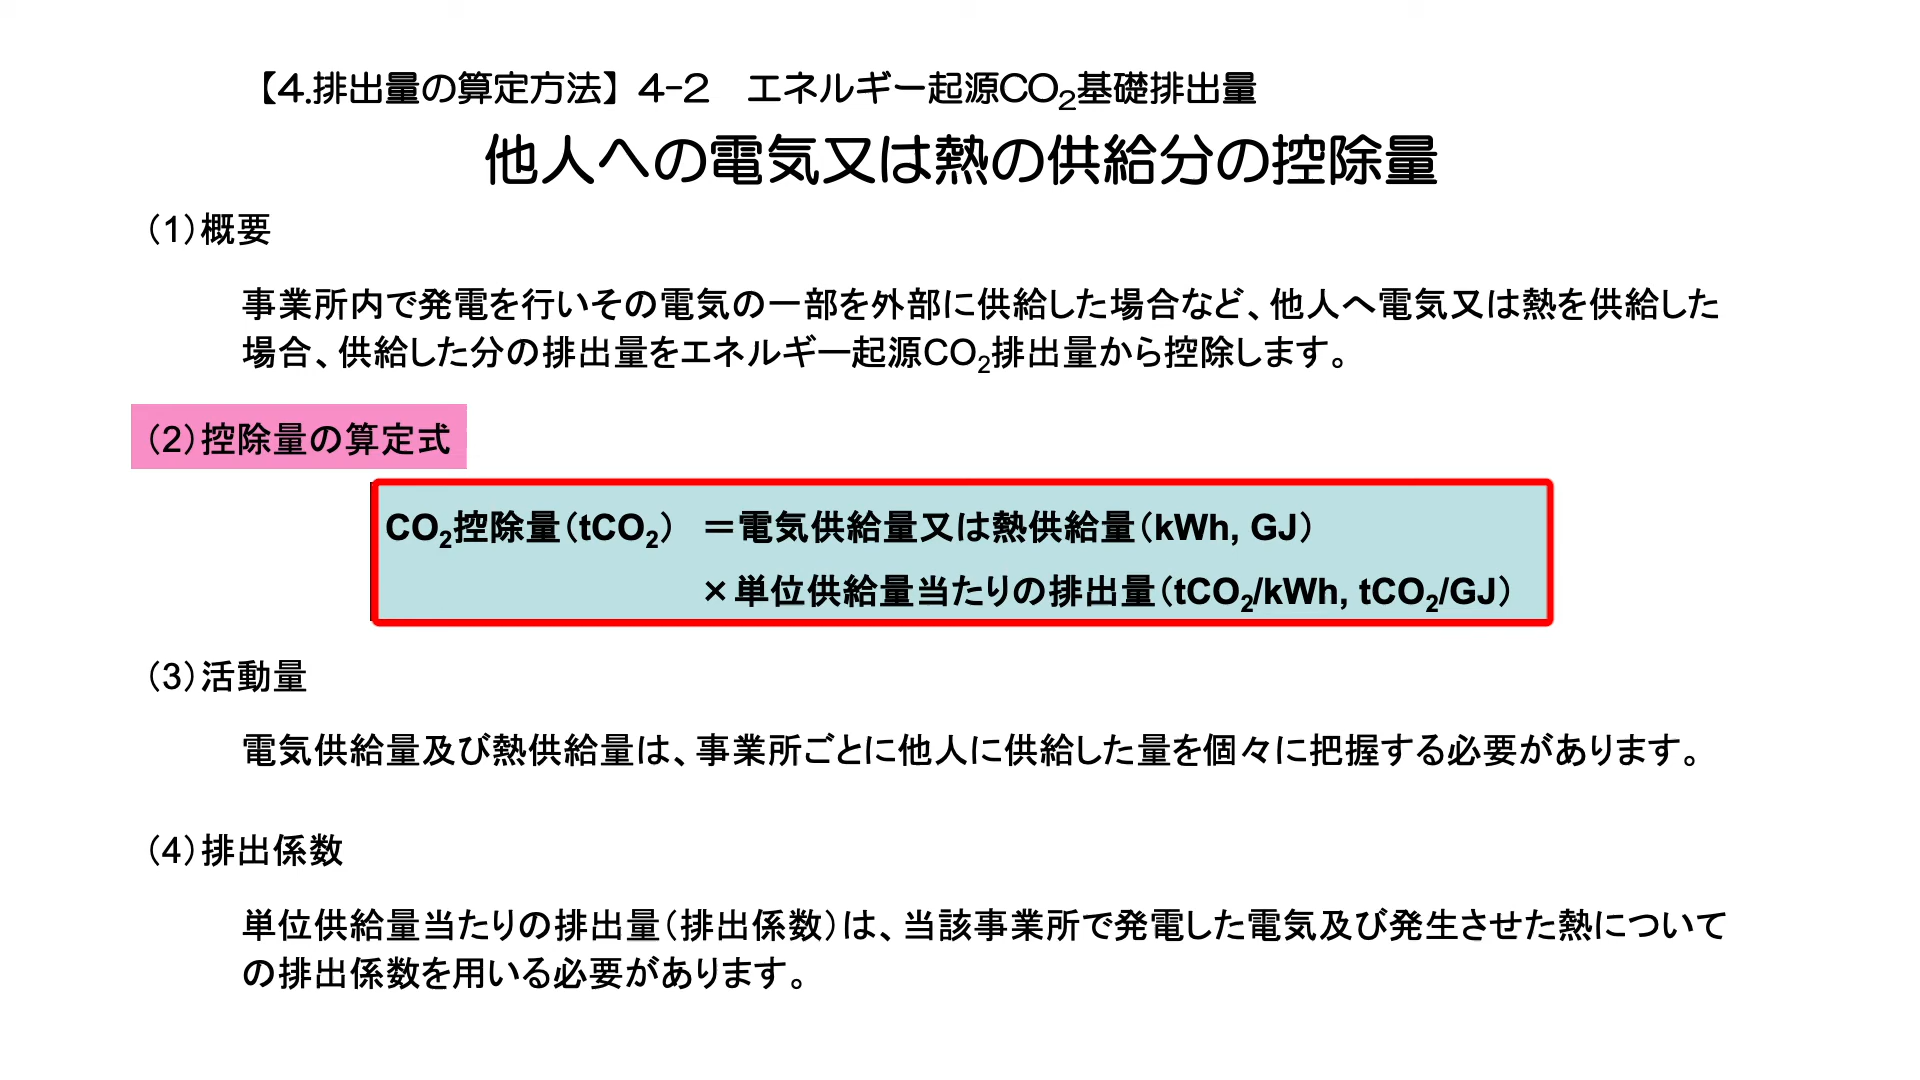 【4.排出量の算定方法】4-2　エネルギー起源CO₂基礎排出量
他人への電気又は熱の供給分の控除量
（1）概要
事業所内で発電を行いその電気の一部を外部に供給した場合など、他人へ電気又は熱を供給した
場合、供給した分の排出量をエネルギー起源CO₂排出量から控除します。
（2）控除量の算定式
CO₂控除量（tCO₂）　＝電気供給量又は熱供給量（kWh, GJ）
×単位供給量当たりの排出量（tCO₂/kWh, tCO₂/GJ）
（3）活動量
電気供給量及び熱供給量は、事業所ごとに他人に供給した量を個々に把握する必要があります。
（4）排出係数
単位供給量当たりの排出量（排出係数）は、当該事業所で発電した電気及び発生させた熱について
の排出係数を用いる必要があります。